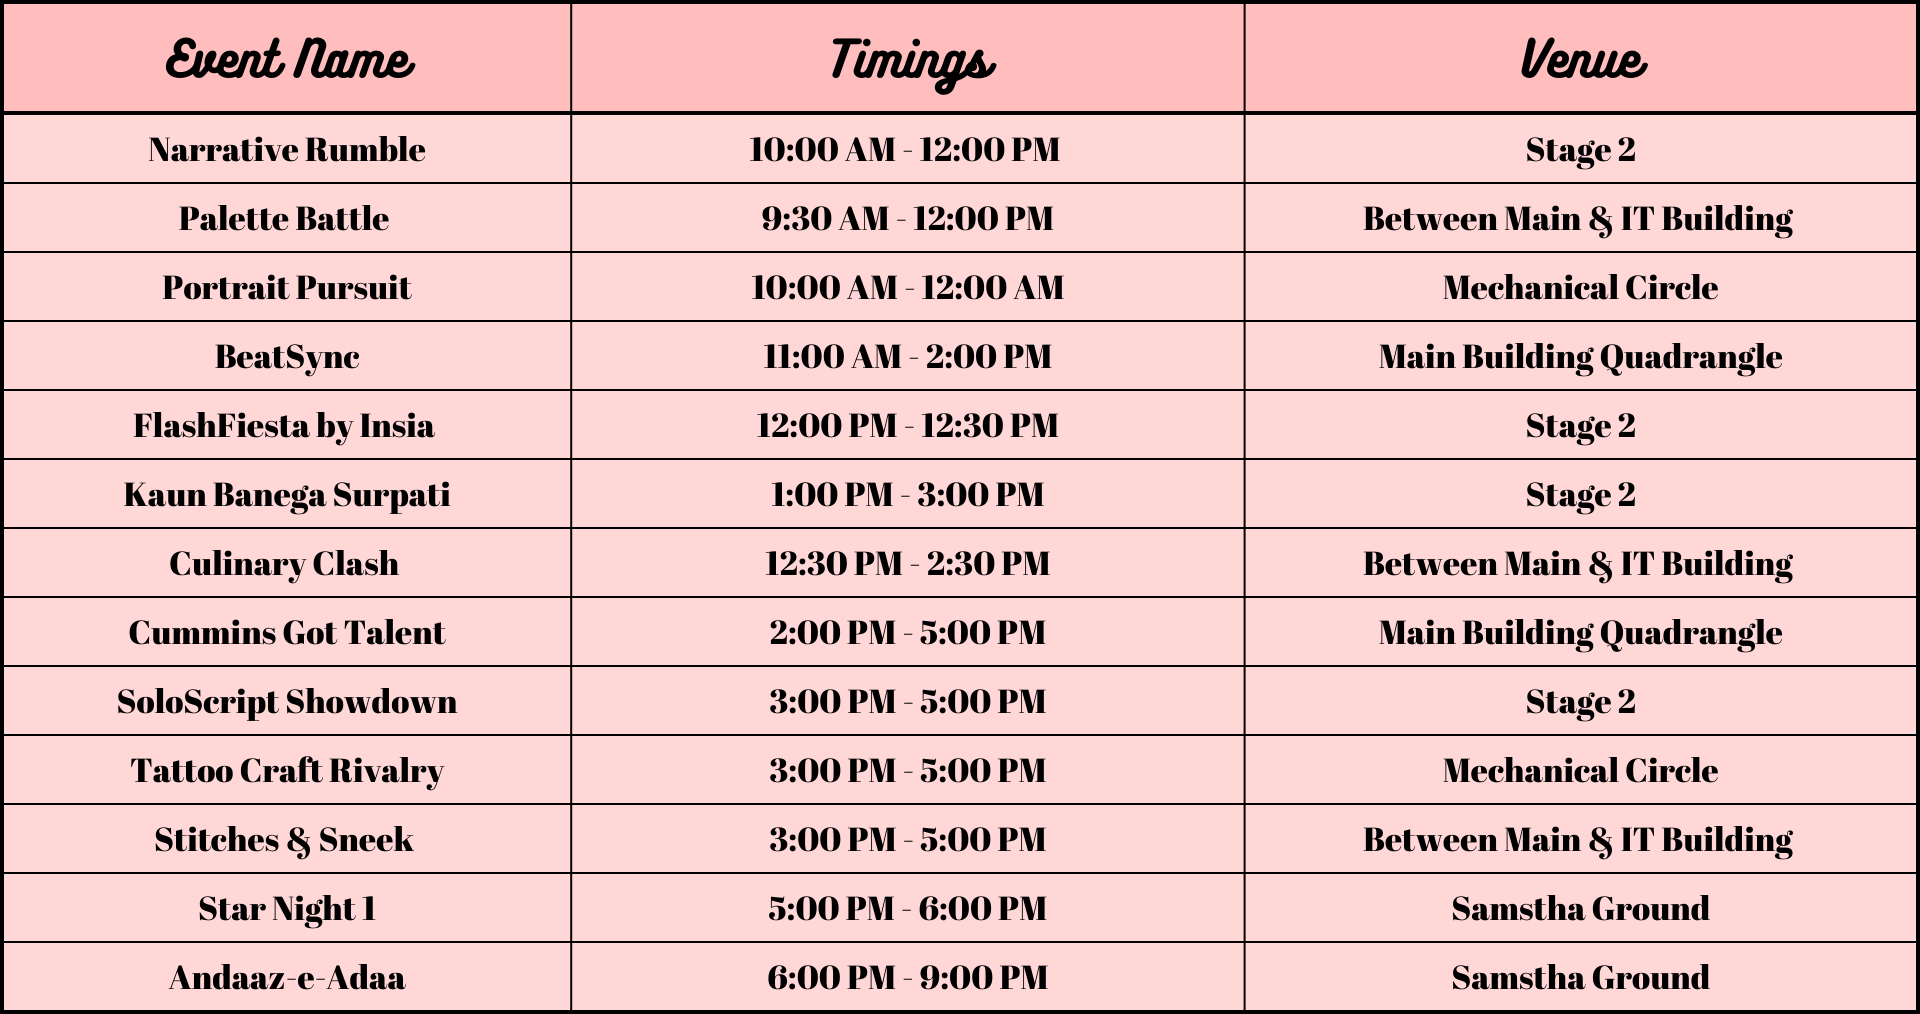 Event Name Timings Venue
Narrative Rumble 10:00 AM - 12:00 PM Stage 2
Palette Battle 9:30 AM - 12:00 PM Between Main & IT Building
Portrait Pursuit 10:00 AM - 12:00 AM Mechanical Circle
BeatSync 11:00 AM - 2:00 PM Main Building Quadrangle
FlashFiesta by Insia 12:00 PM - 12:30 PM Stage 2
Kaun Banega Surpati 1:00 PM - 3:00 PM Stage 2
Culinary Clash 12:30 PM - 2:30 PM Between Main & IT Building
Cummins Got Talent 2:00 PM - 5:00 PM Main Building Quadrangle
SoloScript Showdown 3:00 PM - 5:00 PM Stage 2
Tattoo Craft Rivalry 3:00 PM - 5:00 PM Mechanical Circle
Stitches & Sneek 3:00 PM - 5:00 PM Between Main & IT Building
Star Night 1 5:00 PM - 6:00 PM Samstha Ground
Andaaz-e-Adaa 6:00 PM - 9:00 PM Samstha Ground